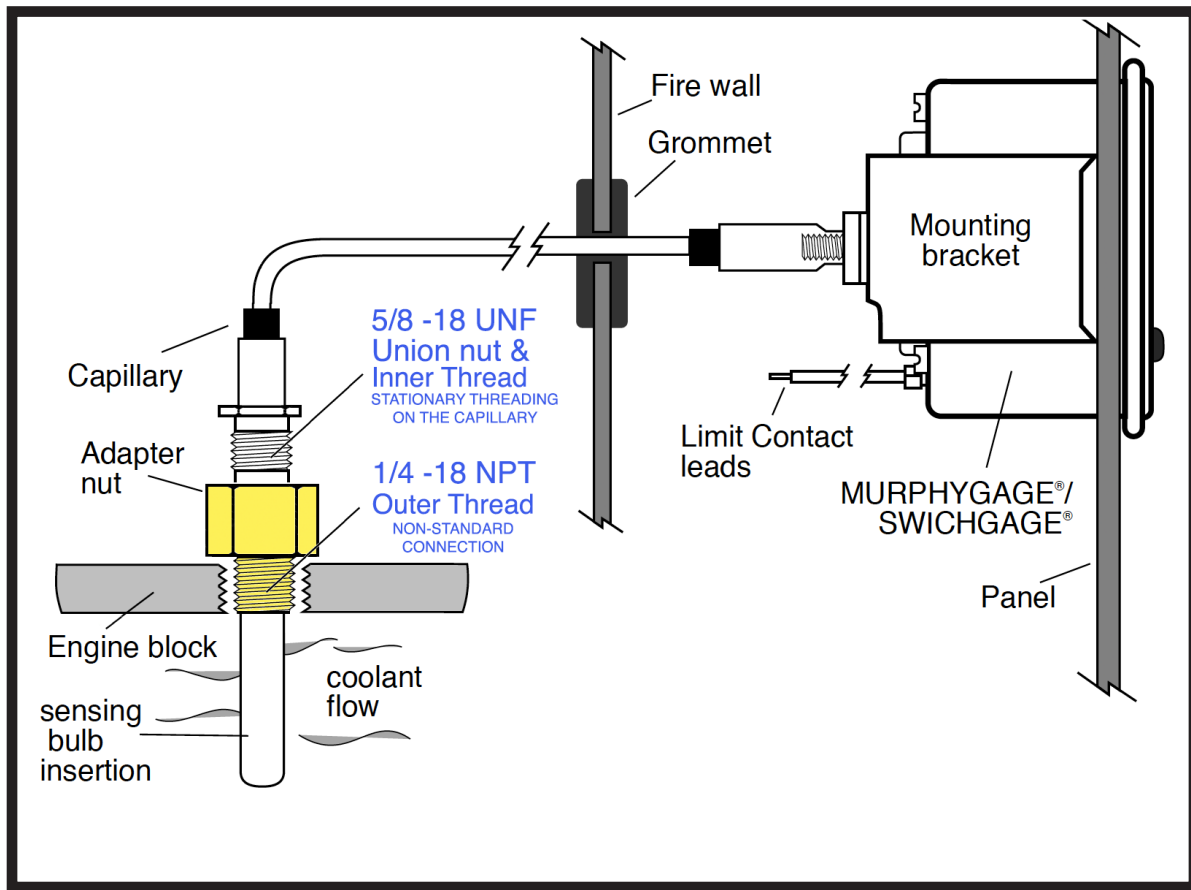 Fire wall
Grommet
Mounting
bracket
5/8 -18 UNF
Union nut &
Inner Thread
STATIONARY THREADING
ON THE CAPILLARY
Capillary
Adapter
nut
1/4 -18 NPT
Outer Thread
NON-STANDARD
CONNECTION
Limit Contact
leads
MURPHYGAGE®/
SWICHGAGE®
Panel
Engine block
coolant
flow
sensing
bulb
insertion